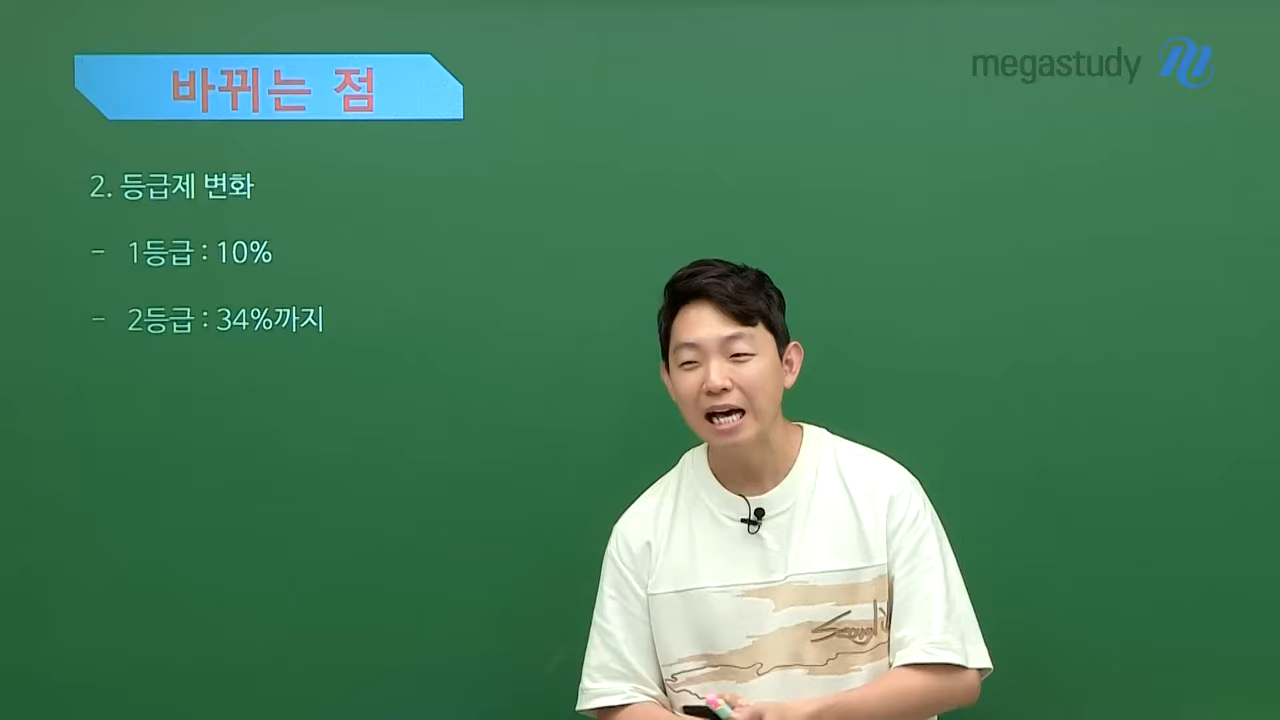 바뀌는 점
megastudy
2. 등급제 변화
- 1등급 : 10%
- 2등급 : 34%까지